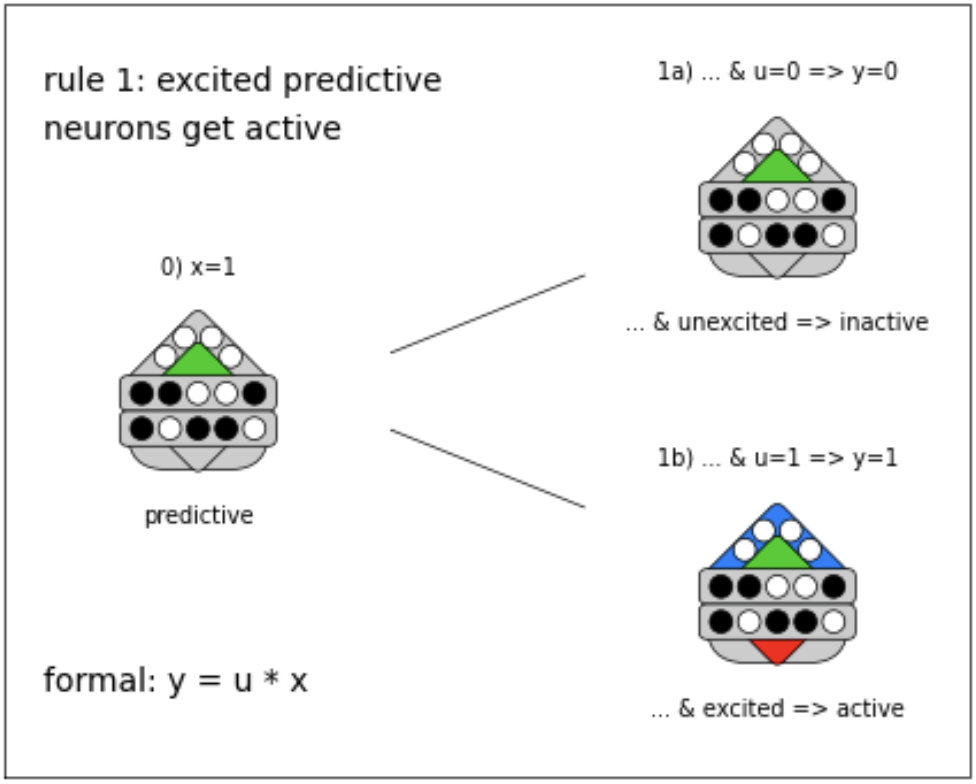 rule 1: excited predictive
neurons get active
0) x=1
predictive
formal: y = u * x
1a) ... & u=0 => y=0
... & unexcited => inactive
1b) ... & u=1 => y=1
... & excited => active